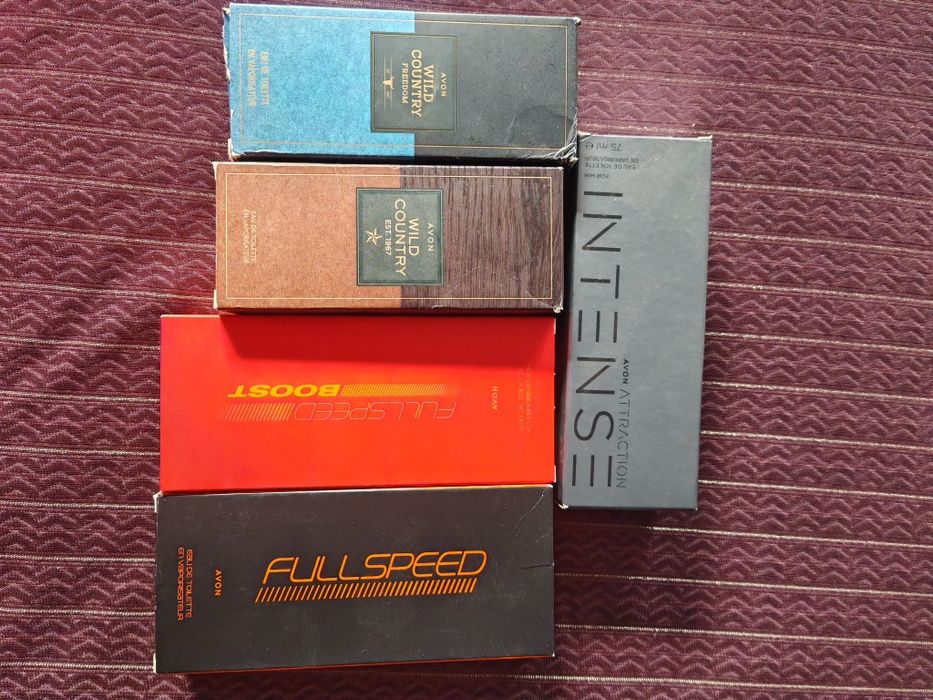 AVON
WILD
COUNTRY
FREEDOM
EAU DE TOILETTE
EN VAPORISATEUR
AVON
WILD
COUNTRY
EST. 1967
EAU DE TOILETTE
EN VAPORISATEUR
AVON
FULLSPEED
BOOST
FULLSPEED
AVON
EAU DE TOILETTE
EN VAPORISATEUR
AVON ATTRACTION
INTENSE
FOR HIM
EAU DE TOILETTE
EN VAPORISATEUR
75 ml e